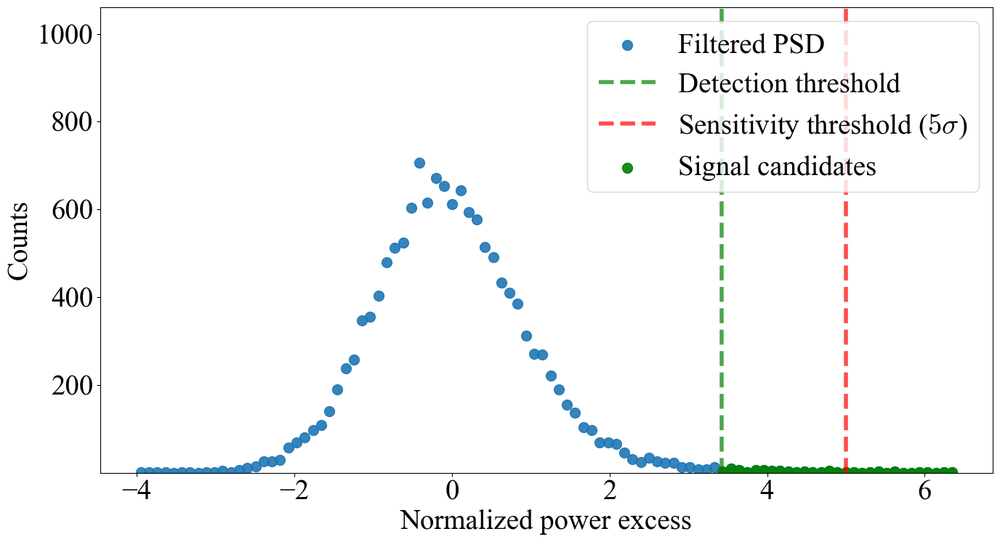 1000
800
600
400
200
Counts
Filtered PSD
Detection threshold
Sensitivity threshold (5σ)
Signal candidates
−4 −2 0 2 4 6
Normalized power excess